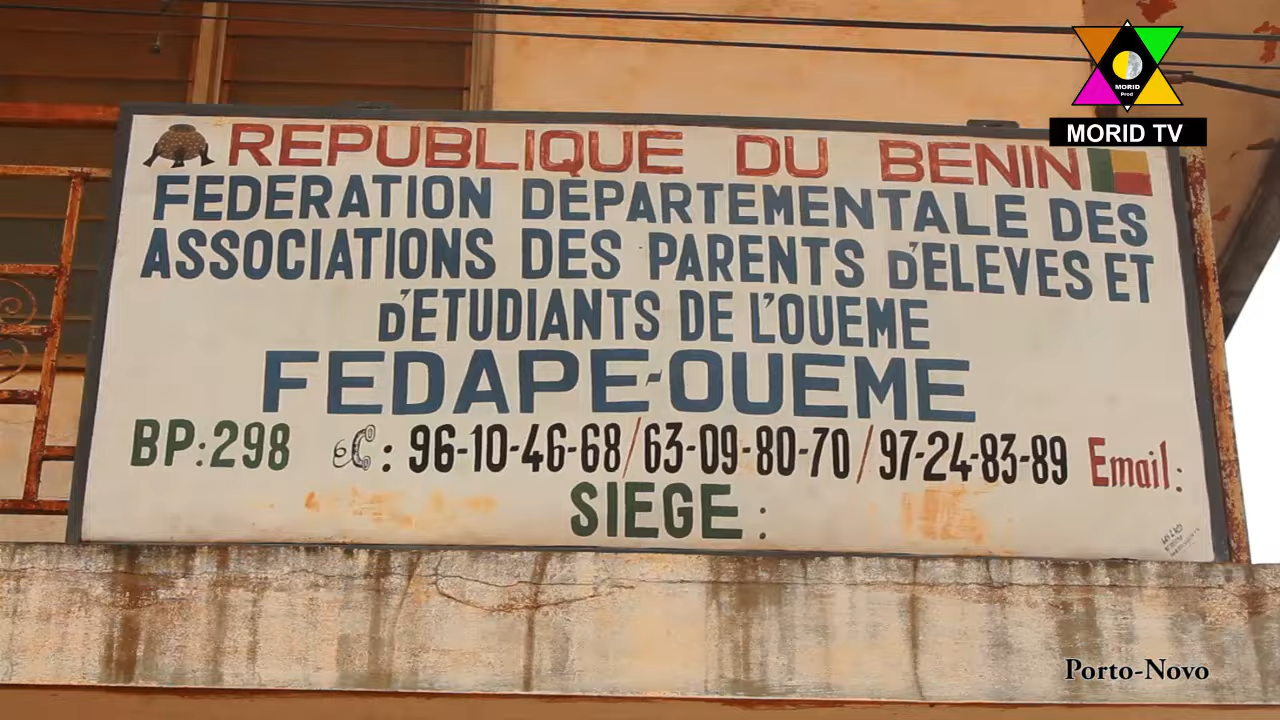 MORID
Prod
MORID TV
REPUBLIQUE DU BENIN
FEDERATION DEPARTEMENTALE DES
ASSOCIATIONS DES PARENTS D'ELEVES ET
D'ETUDIANTS DE L'OUEME
FEDAPE-OUEME
BP:298 : 96-10-46-68/63-09-80-70/97-24-83-89 Email:
SIEGE:
Porto-Novo